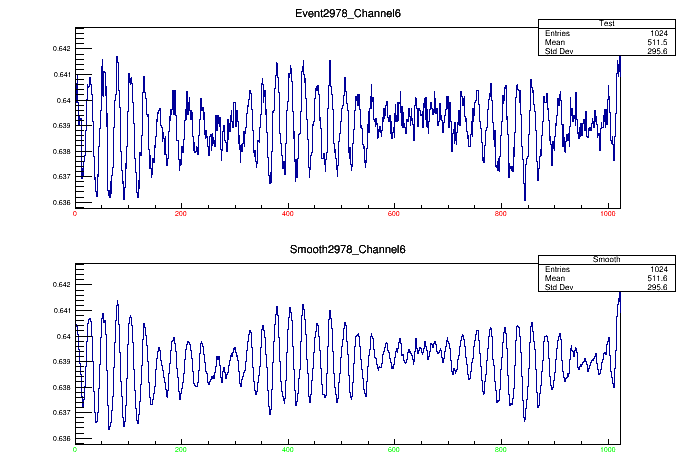 Event2978_Channel6
Test
Entries 1024
Mean 511.5
Std Dev 295.6
0.642
0.641
0.64
0.639
0.638
0.637
0.636
0 200 400 600 800 1000
Smooth2978_Channel6
Smooth
Entries 1024
Mean 511.6
Std Dev 295.6
0.642
0.641
0.64
0.639
0.638
0.637
0.636
0 200 400 600 800 1000